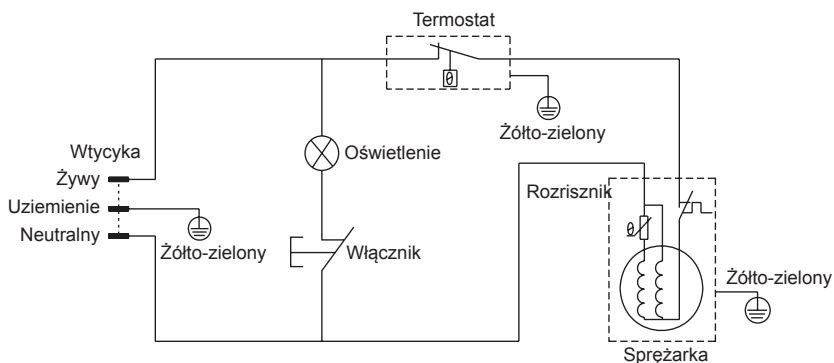 Termostat
θ
Żółto-zielony
Wtycyka
Oświetlenie
Żywy
Rozrisznik
Uziemienie
Neutralny
Żółto-zielony
Włącznik
θ
Żółto-zielony
Sprężarka